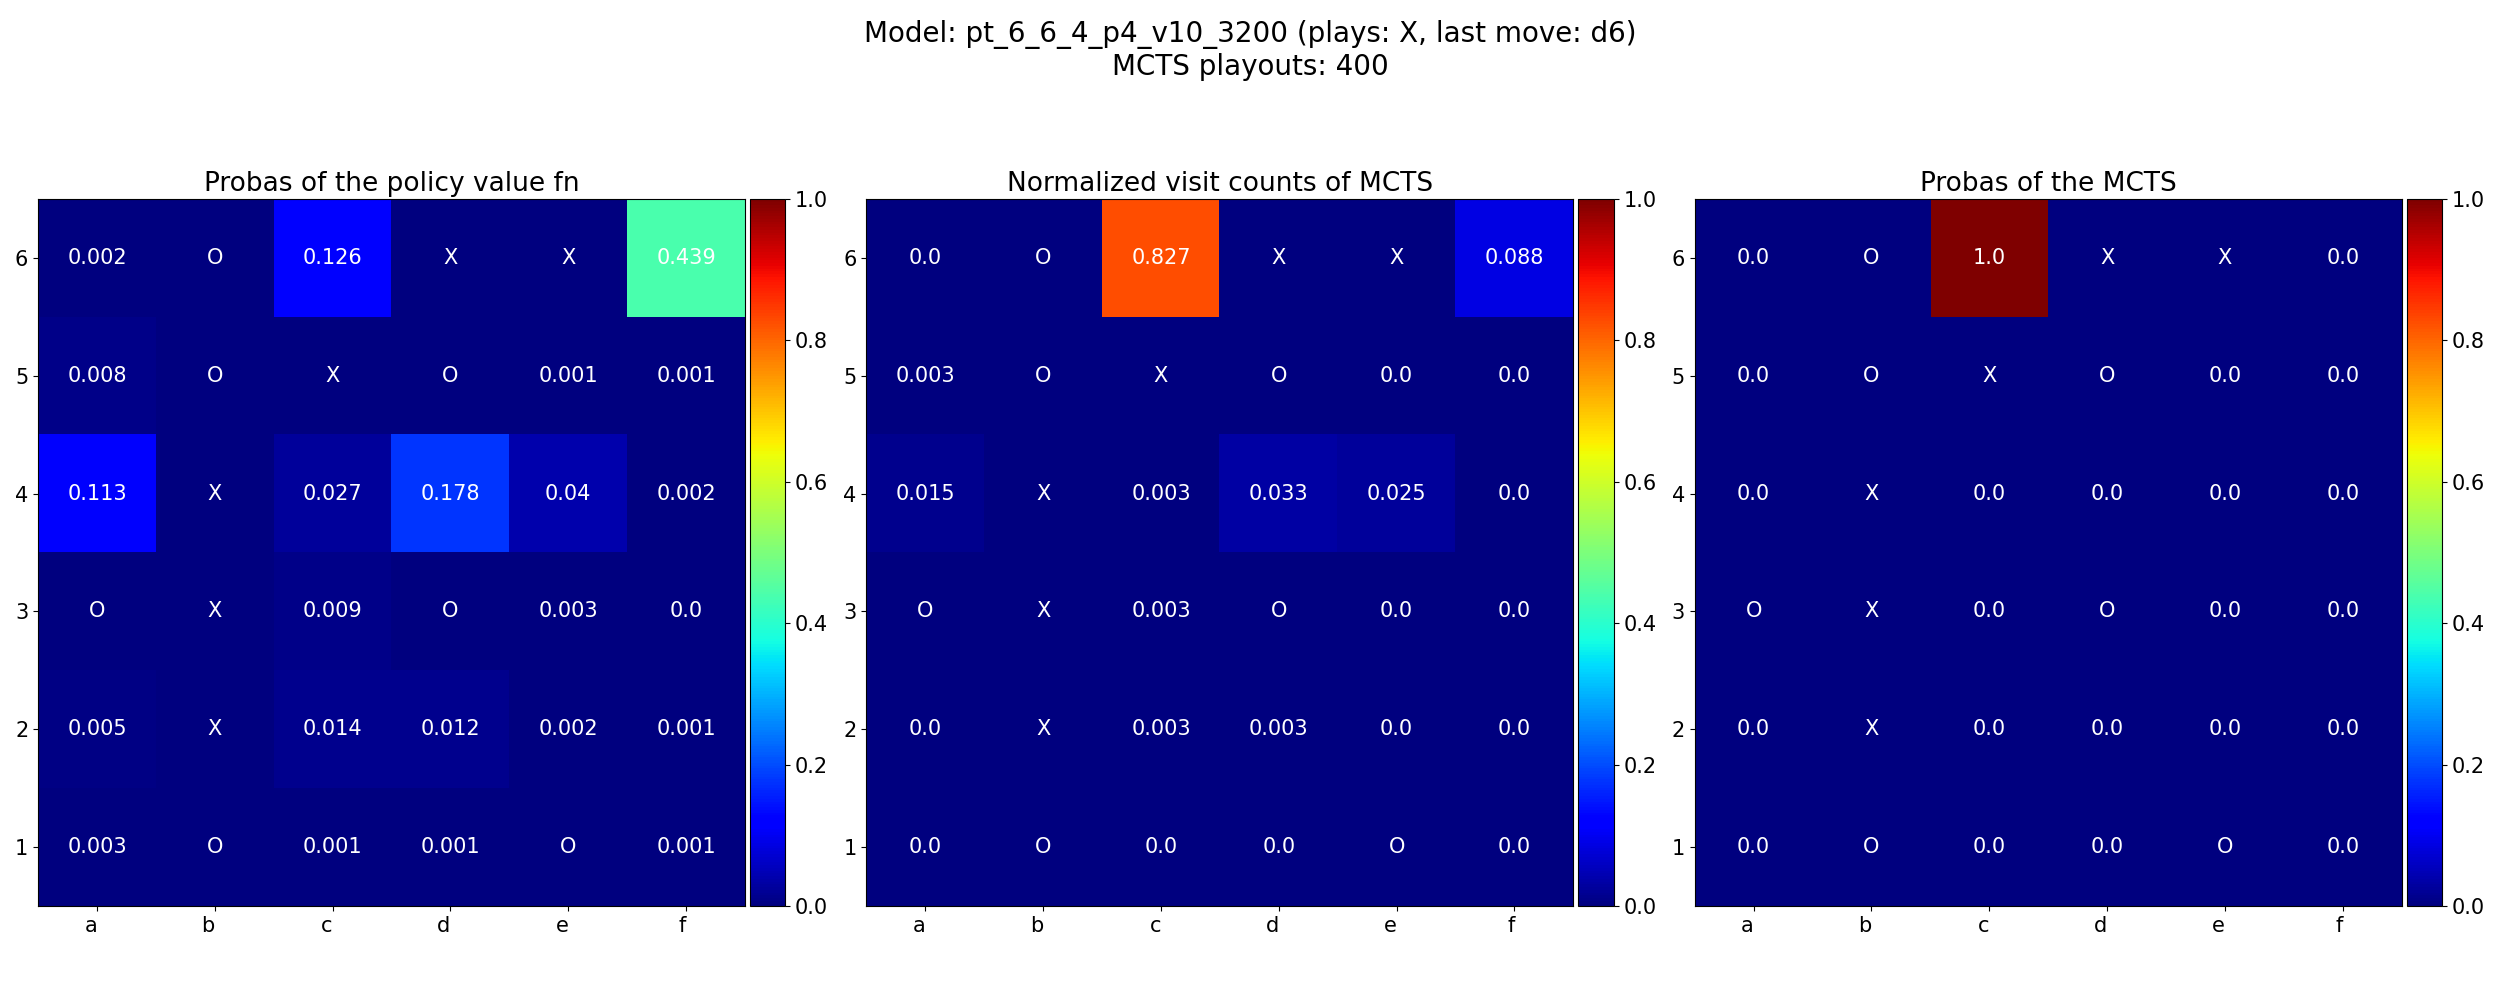 Model: pt_6_6_4_p4_v10_3200 (plays: X, last move: d6)
MCTS playouts: 400
Probas of the policy value fn
1.0
6 0.002 O 0.126 X X 0.439
0.8
5 0.008 O X O 0.001 0.001
4 0.113 X 0.027 0.178 0.04 0.002
0.6
3 O X 0.009 O 0.003 0.0
0.4
2 0.005 X 0.014 0.012 0.002 0.001
0.2
1 0.003 O 0.001 0.001 O 0.001
0.0
a b c d e f
Normalized visit counts of MCTS
1.0
6 0.0 O 0.827 X X 0.088
0.8
5 0.003 O X O 0.0 0.0
4 0.015 X 0.003 0.033 0.025 0.0
0.6
3 O X 0.003 O 0.0 0.0
0.4
2 0.0 X 0.003 0.003 0.0 0.0
0.2
1 0.0 O 0.0 0.0 O 0.0
0.0
a b c d e f
Probas of the MCTS
1.0
6 0.0 O 1.0 X X 0.0
0.8
5 0.0 O X O 0.0 0.0
4 0.0 X 0.0 0.0 0.0 0.0
0.6
3 O X 0.0 O 0.0 0.0
0.4
2 0.0 X 0.0 0.0 0.0 0.0
0.2
1 0.0 O 0.0 0.0 O 0.0
0.0
a b c d e f